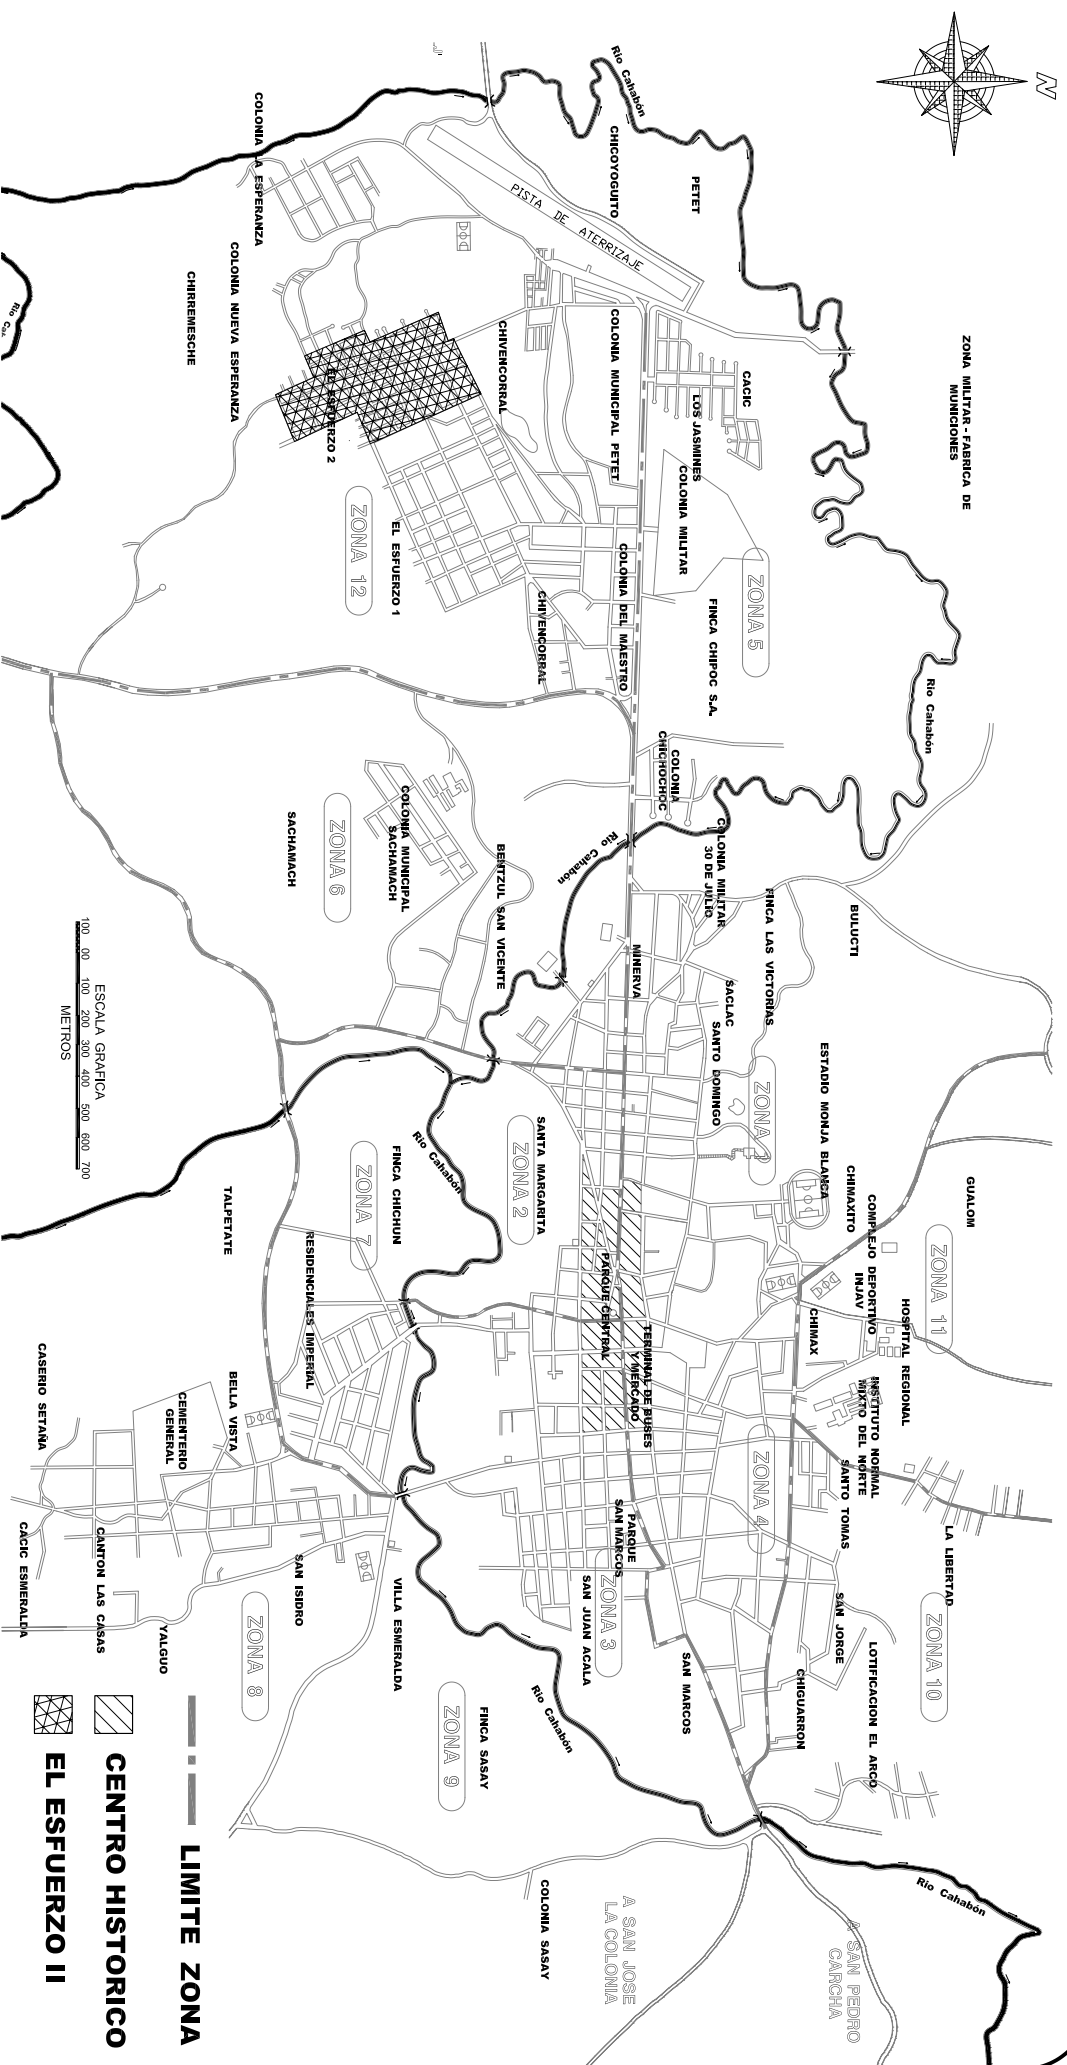 N
Río Cahabón
CHICOYOGUITO
PETET
PISTA DE ATERRIZAJE
COLONIA LA ESPERANZA
COLONIA NUEVA ESPERANZA
CHIRREMESCHE
ZONA MILITAR - FABRICA DE
MUNICIONES
COLONIA MUNICIPAL PETET
CHIVENCORRAL
CACIC
LOS JASMINES
COLONIA MILITAR
EL ESFUERZO 2
ZONA 12
EL ESFUERZO 1
ZONA 5
FINCA CHIPOC S.A.
COLONIA DEL MAESTRO
CHIVENCORRAL
Río Cahabón
COLONIA
CHICHOCHOC
COLONIA MILITAR
30 DE JULIO
Río Cahabón
COLONIA MUNICIPAL
SACHAMACH
ZONA 6
SACHAMACH
BENTZUL SAN VICENTE
FINCA LAS VICTORIAS
BULUCTI
MINERVA
SACLAC
SANTO DOMINGO
ESTADIO MONJA BLANCA
ZONA
ESCALA GRAFICA
100 00 100 200 300 400 500 600 700
METROS
SANTA MARGARITA
ZONA 2
Río Cahabón
FINCA CHICHUN
ZONA 7
TALPETATE
RESIDENCIALES IMPERIAL
GUALOM
CHIMAXITO
COMPLEJO DEPORTIVO
INJAV
ZONA 11
HOSPITAL REGIONAL
CHIMAX
PARQUE CENTRAL
TERMINAL DE BUSES
Y MERCADO
INSTITUTO NORMAL
MIXTO DEL NORTE
SANTO TOMAS
ZONA 4
LA LIBERTAD
CASERIO SETAÑA
BELLA VISTA
CEMENTERIO
GENERAL
PARQUE
SAN MARCOS
ZONA 3
SAN JUAN ACALA
SAN JORGE
ZONA 10
LOTIFICACION EL ARCO
SAN MARCOS
CHIGUARRON
CACIC ESMERALDA
CANTON LAS CASAS
YALGUO
SAN ISIDRO
ZONA 8
VILLA ESMERALDA
ZONA 9
FINCA SASAY
Río Cahabón
COLONIA SASAY
A SAN JOSE
LA COLONIA
A SAN PEDRO
CARCHA
Río Cahabón
LIMITE ZONA
CENTRO HISTORICO
EL ESFUERZO II